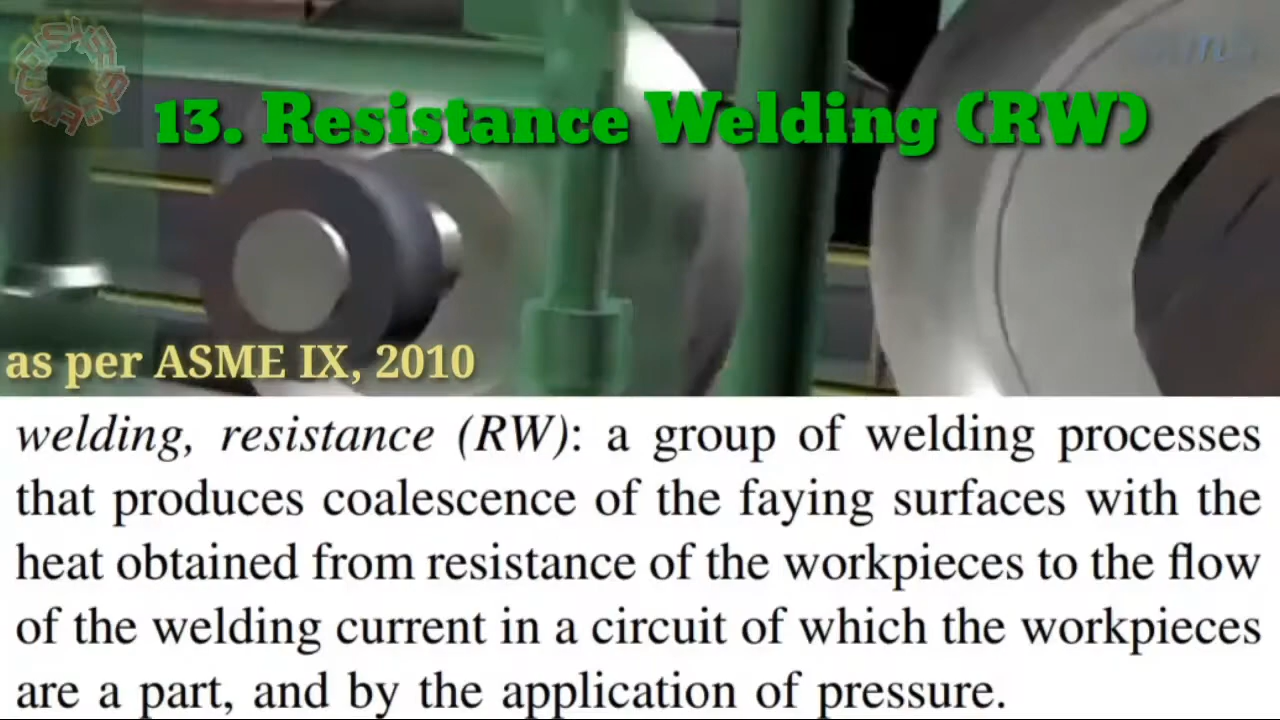 13. Resistance Welding (RW)
as per ASME IX, 2010
welding, resistance (RW): a group of welding processes
that produces coalescence of the faying surfaces with the
heat obtained from resistance of the workpieces to the flow
of the welding current in a circuit of which the workpieces
are a part, and by the application of pressure.